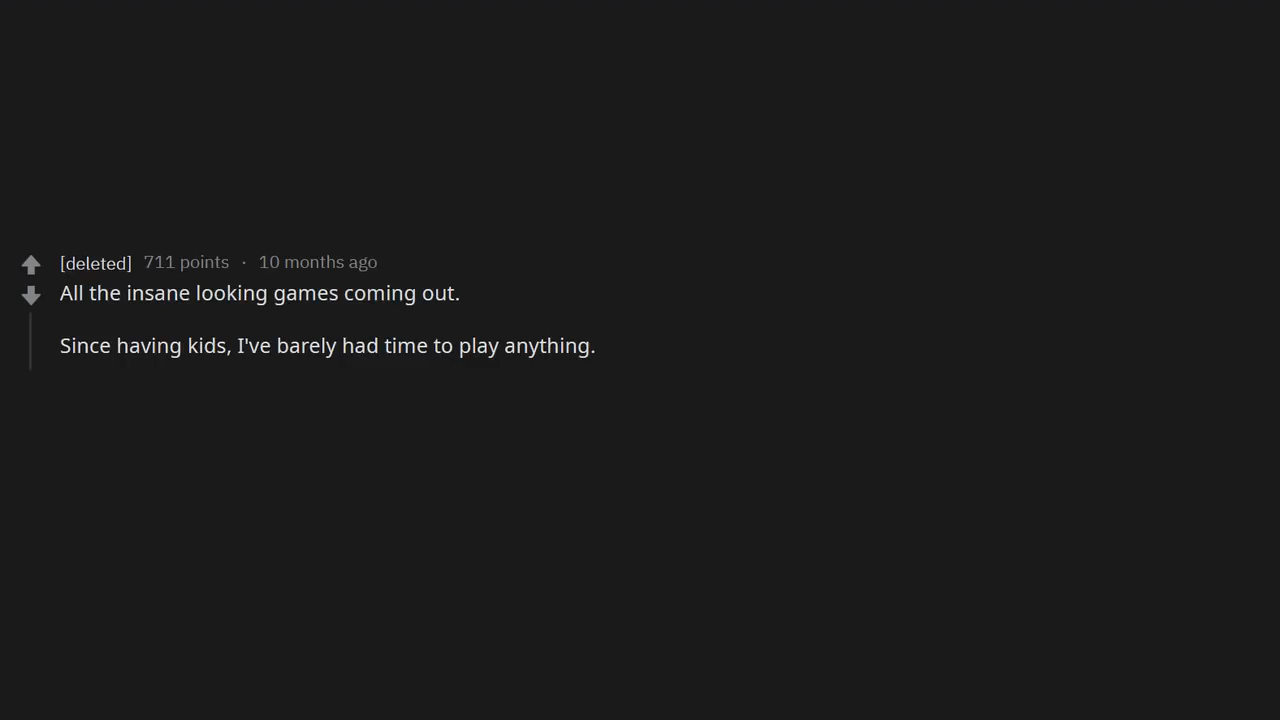 [deleted] 711 points · 10 months ago
All the insane looking games coming out.
Since having kids, I've barely had time to play anything.